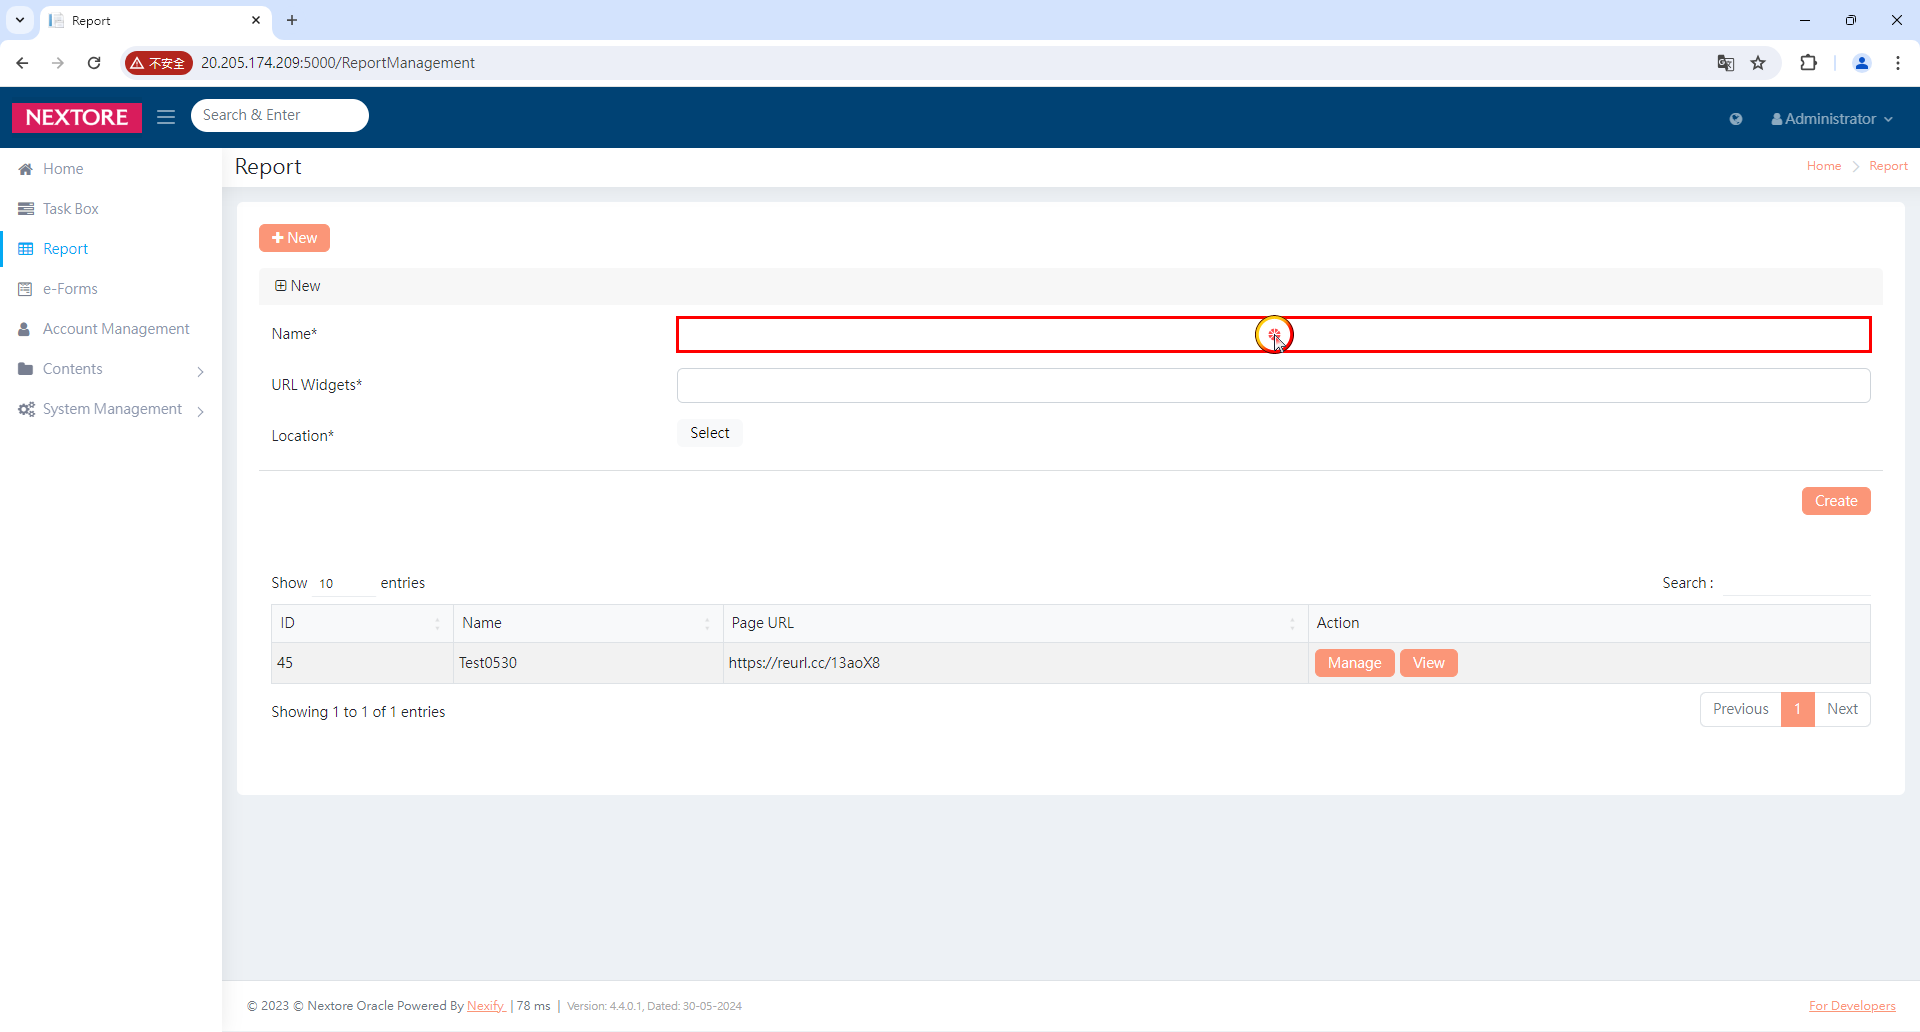 Report
不安全
20.205.174.209:5000/ReportManagement
NEXTORE
Search & Enter
Administrator
Home
Task Box
Report
e-Forms
Account Management
Contents
System Management
Report
Home
Report
New
New
Name*
URL Widgets*
Location*
Select
Create
Show 10 entries
Search :
ID Name Page URL Action
45 Test0530 https://reurl.cc/13aoX8 Manage View
Showing 1 to 1 of 1 entries
Previous 1 Next
© 2023 © Nextore Oracle Powered By Nexify | 78 ms | Version: 4.4.0.1, Dated: 30-05-2024
For Developers